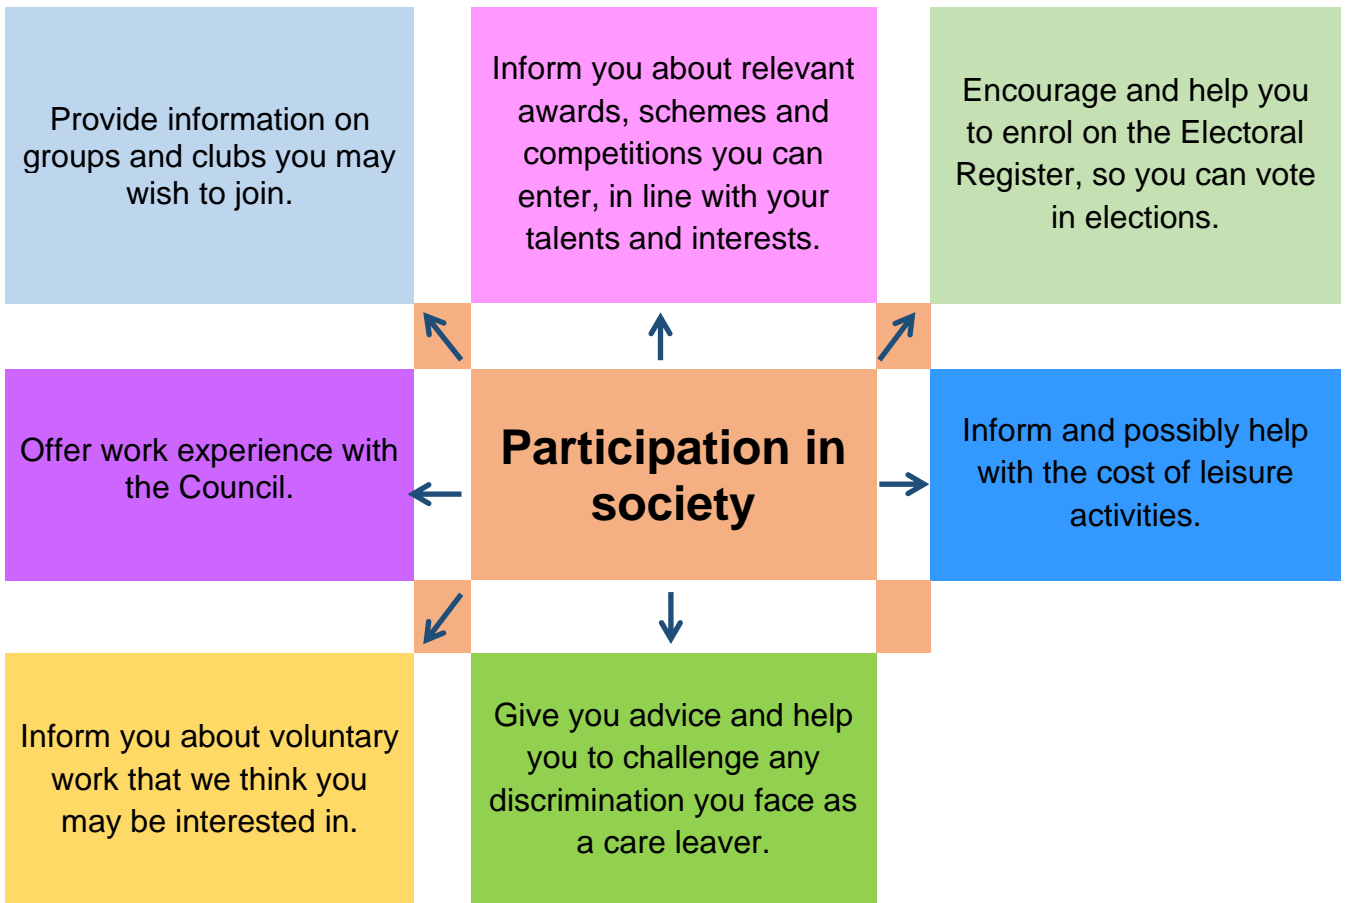 Provide information on
groups and clubs you may
wish to join.
Inform you about relevant
awards, schemes and
competitions you can
enter, in line with your
talents and interests.
Encourage and help you
to enrol on the Electoral
Register, so you can vote
in elections.
Offer work experience with
the Council.
Participation in
society
Inform and possibly help
with the cost of leisure
activities.
Inform you about voluntary
work that we think you
may be interested in.
Give you advice and help
you to challenge any
discrimination you face as
a care leaver.